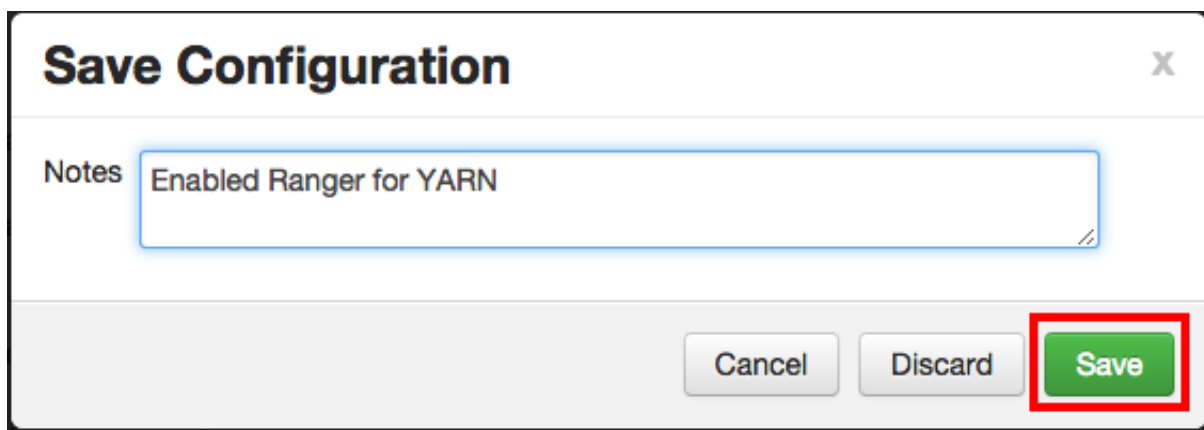 Save Configuration
x
Notes
Enabled Ranger for YARN
Cancel
Discard
Save